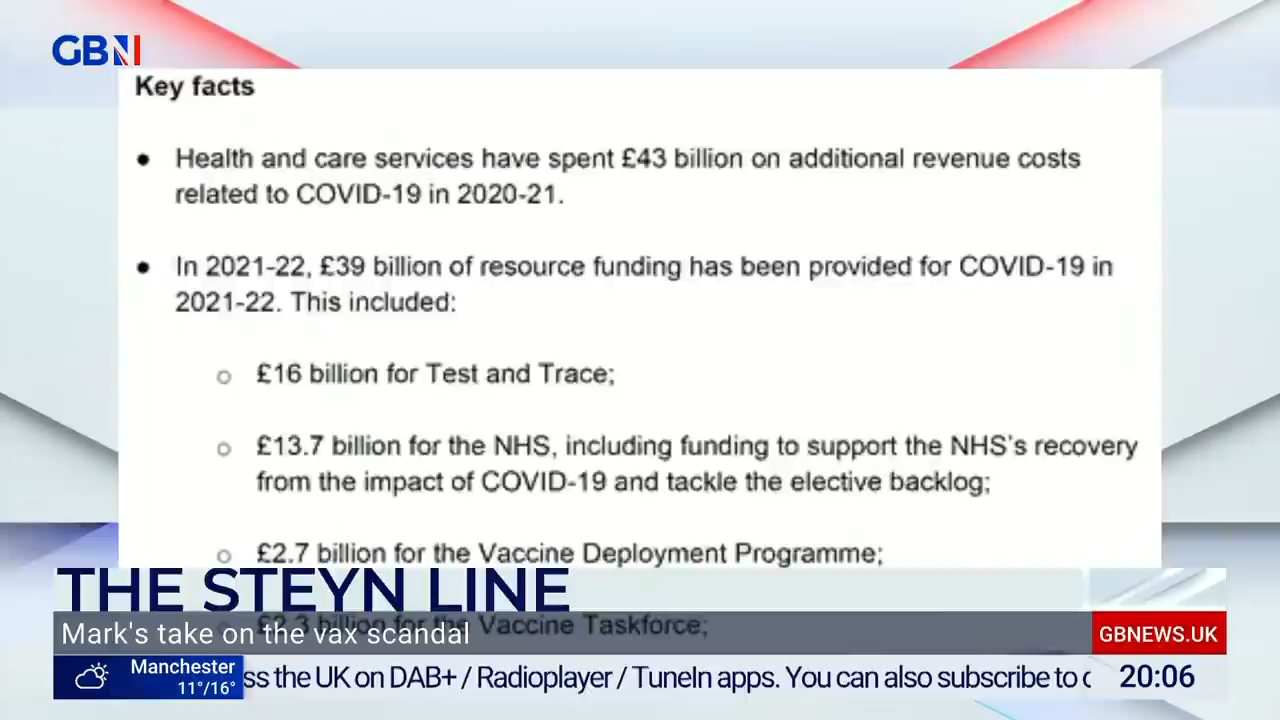 GBN
Key facts
● Health and care services have spent £43 billion on additional revenue costs
related to COVID-19 in 2020-21.
● In 2021-22, £39 billion of resource funding has been provided for COVID-19 in
2021-22. This included:
○ £16 billion for Test and Trace;
○ £13.7 billion for the NHS, including funding to support the NHS's recovery
from the impact of COVID-19 and tackle the elective backlog;
○ £2.7 billion for the Vaccine Deployment Programme;
THE STEYN LINE
£2.3 billion for the Vaccine Taskforce;
Mark's take on the vax scandal
GBNEWS.UK
Manchester
11°/16°
ss the UK on DAB+ / Radioplayer / TuneIn apps. You can also subscribe to
20:06